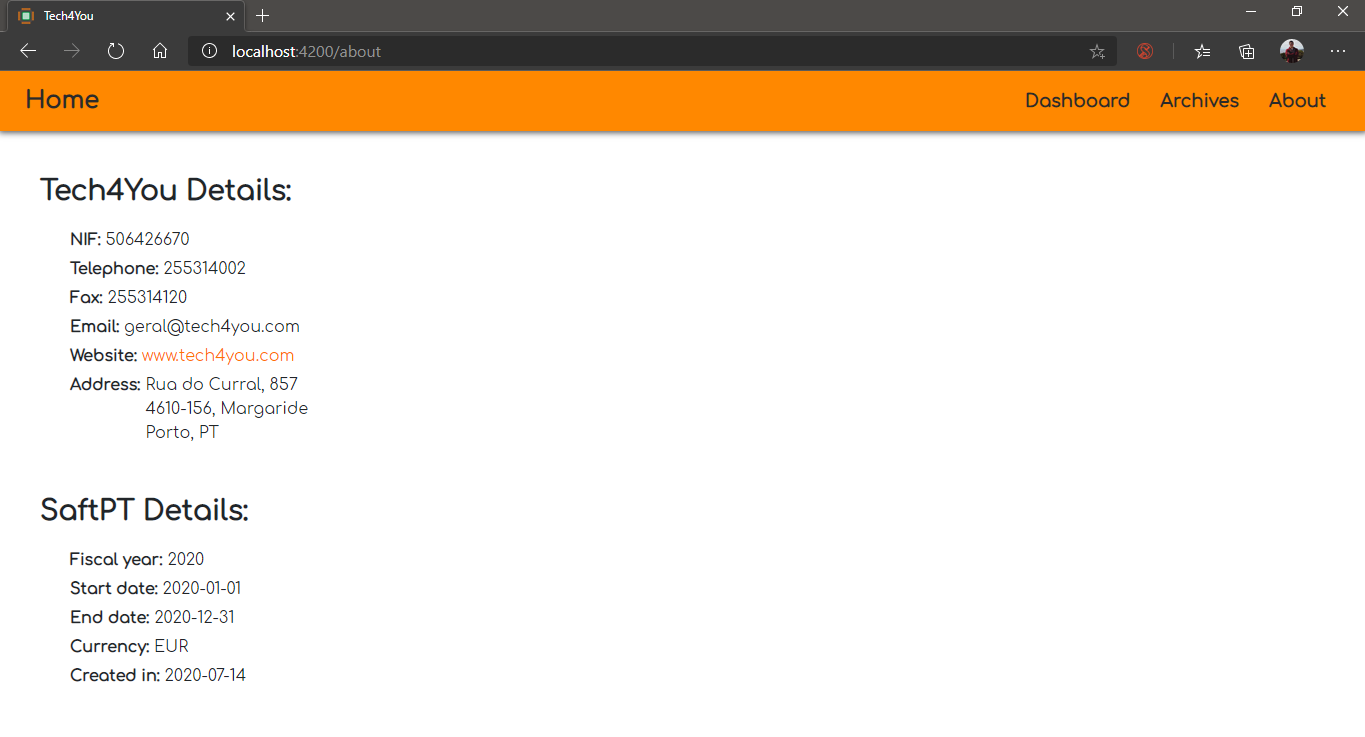 Tech4You
localhost:4200/about
Home Dashboard Archives About
Tech4You Details:
NIF: 506426670
Telephone: 255314002
Fax: 255314120
Email: geral@tech4you.com
Website: www.tech4you.com
Address: Rua do Curral, 857
4610-156, Margaride
Porto, PT
SaftPT Details:
Fiscal year: 2020
Start date: 2020-01-01
End date: 2020-12-31
Currency: EUR
Created in: 2020-07-14